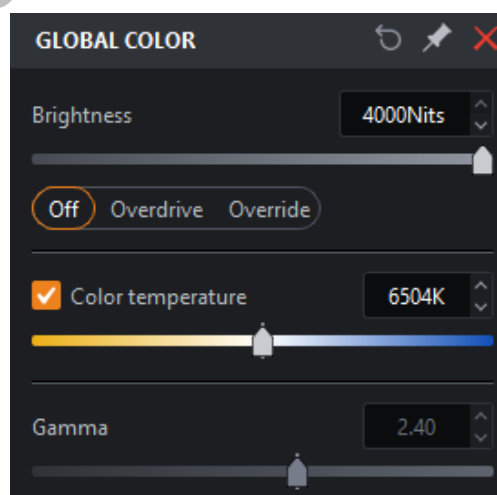 GLOBAL COLOR
Brightness 4000Nits
Off Overdrive Override
Color temperature 6504K
Gamma 2.40